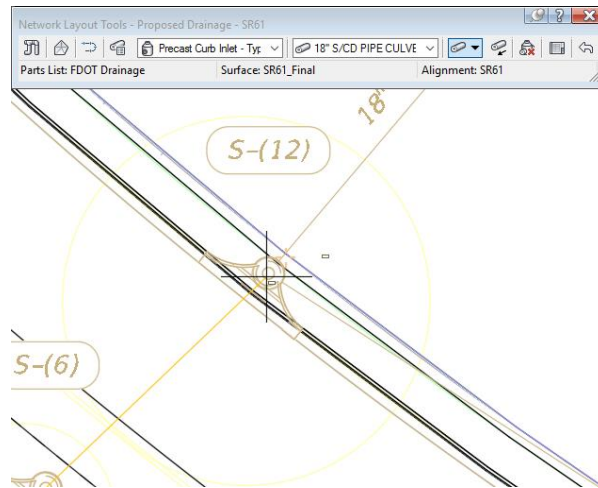 Network Layout Tools - Proposed Drainage - SR61
Precast Curb Inlet - Typ
18" S/CD PIPE CULVE
Parts List: FDOT Drainage Surface: SR61_Final Alignment: SR61
18"
S-(12)
S-(6)